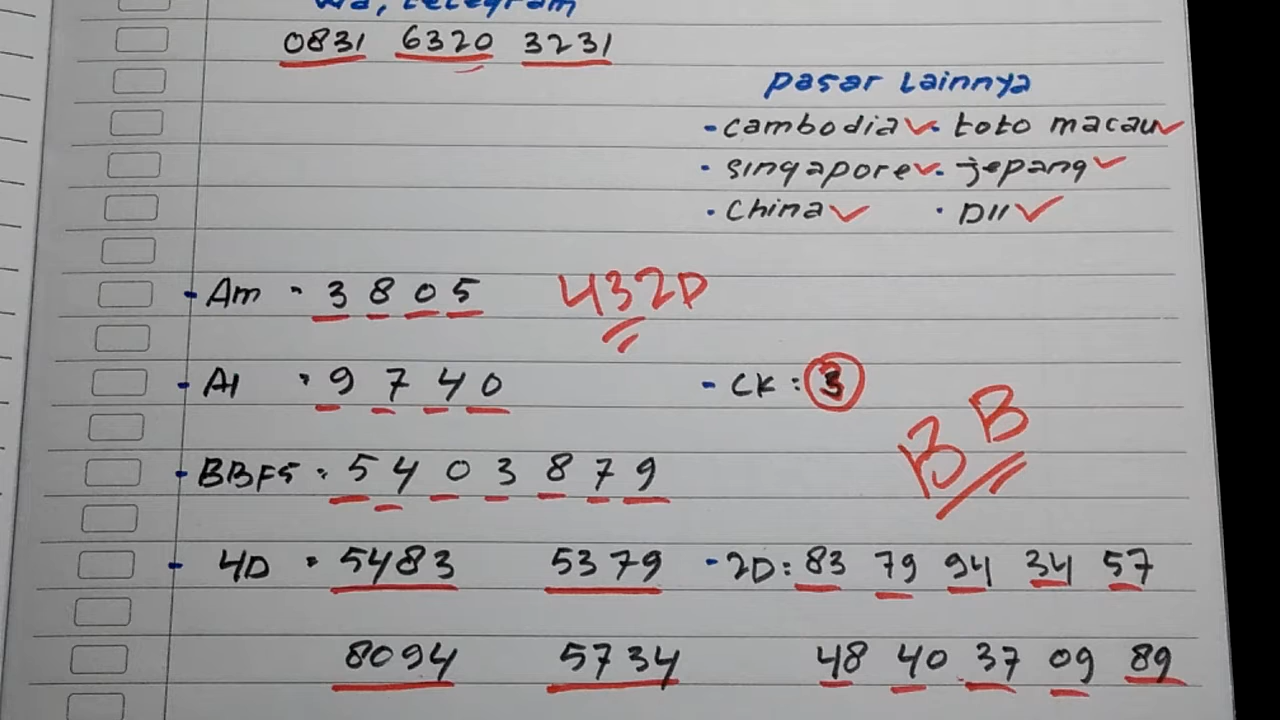 wa, telegram
0831 6320 3231
Pasar Lainnya
• Cambodia ✓ • toto macau ✓
• Singapore ✓ • jepang ✓
• China ✓ • Dll ✓
- Am = 3 8 0 5 432D
- AI = 9 7 4 0 - CK : 3
BB
- BBFS = 5 4 0 3 8 7 9
- 4D = 5483 5379 - 2D : 83 79 94 34 57
8094 5734 48 40 37 09 89